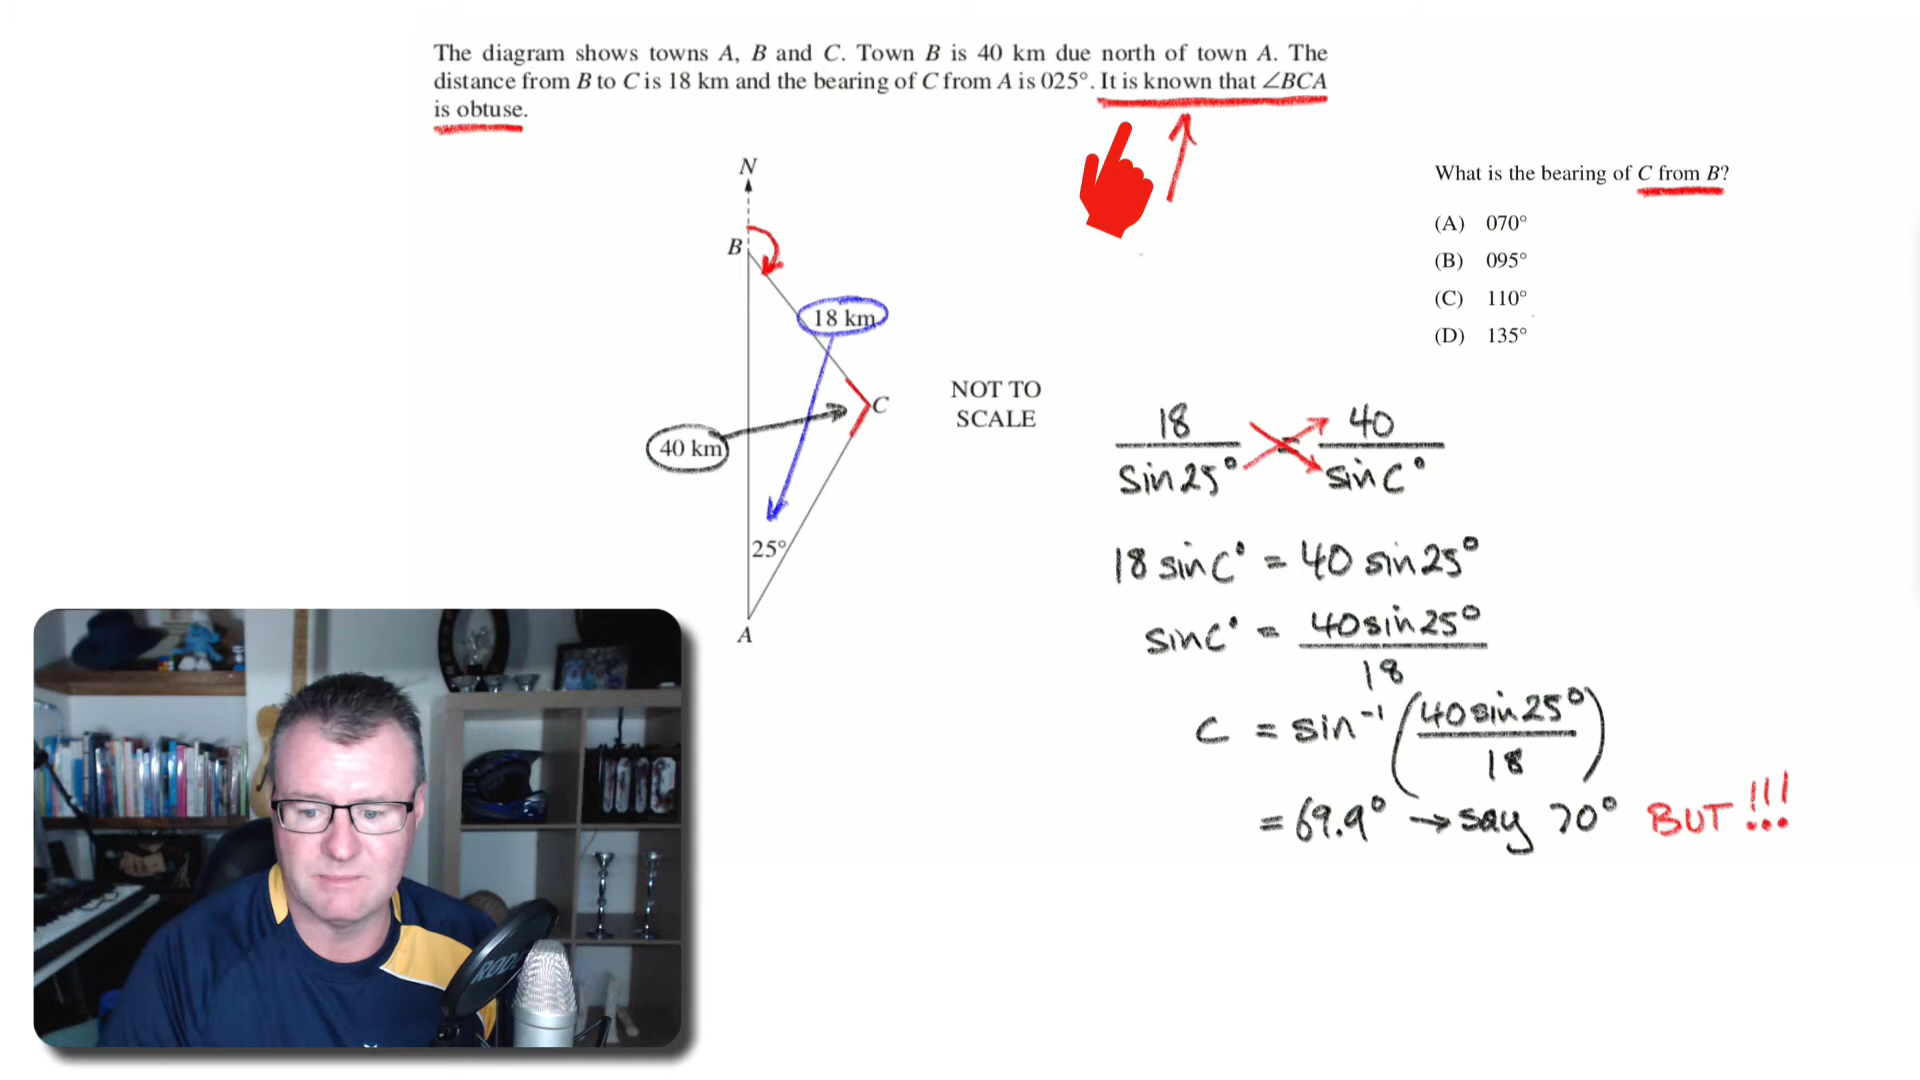 The diagram shows towns A, B and C. Town B is 40 km due north of town A. The
distance from B to C is 18 km and the bearing of C from A is 025°. It is known that ∠BCA
is obtuse.
N
B
18 km
C
40 km
25°
A
NOT TO
SCALE
What is the bearing of C from B?
(A) 070°
(B) 095°
(C) 110°
(D) 135°
18/sin25° = 40/sinC°
18 sinC° = 40 sin25°
sinC° = 40sin25°/18
C = sin⁻¹(40sin25°/18)
= 69.9° → say 70° BUT!!!
RODE